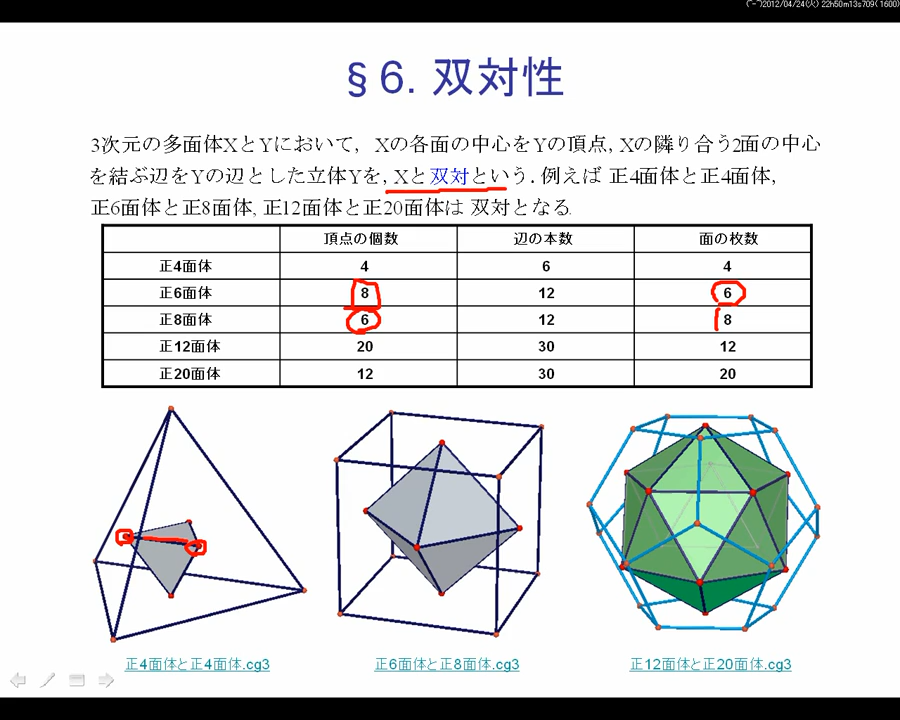 (￣-￣)2012/04/24(火) 22h50m13s709(1600)
§6. 双対性
3次元の多面体XとYにおいて, Xの各面の中心をYの頂点, Xの隣り合う2面の中心
を結ぶ辺をYの辺とした立体Yを, Xと双対という. 例えば 正4面体と正4面体,
正6面体と正8面体, 正12面体と正20面体は 双対となる.
頂点の個数 辺の本数 面の枚数
正4面体 4 6 4
正6面体 8 12 6
正8面体 6 12 8
正12面体 20 30 12
正20面体 12 30 20
正4面体と正4面体.cg3 正6面体と正8面体.cg3 正12面体と正20面体.cg3